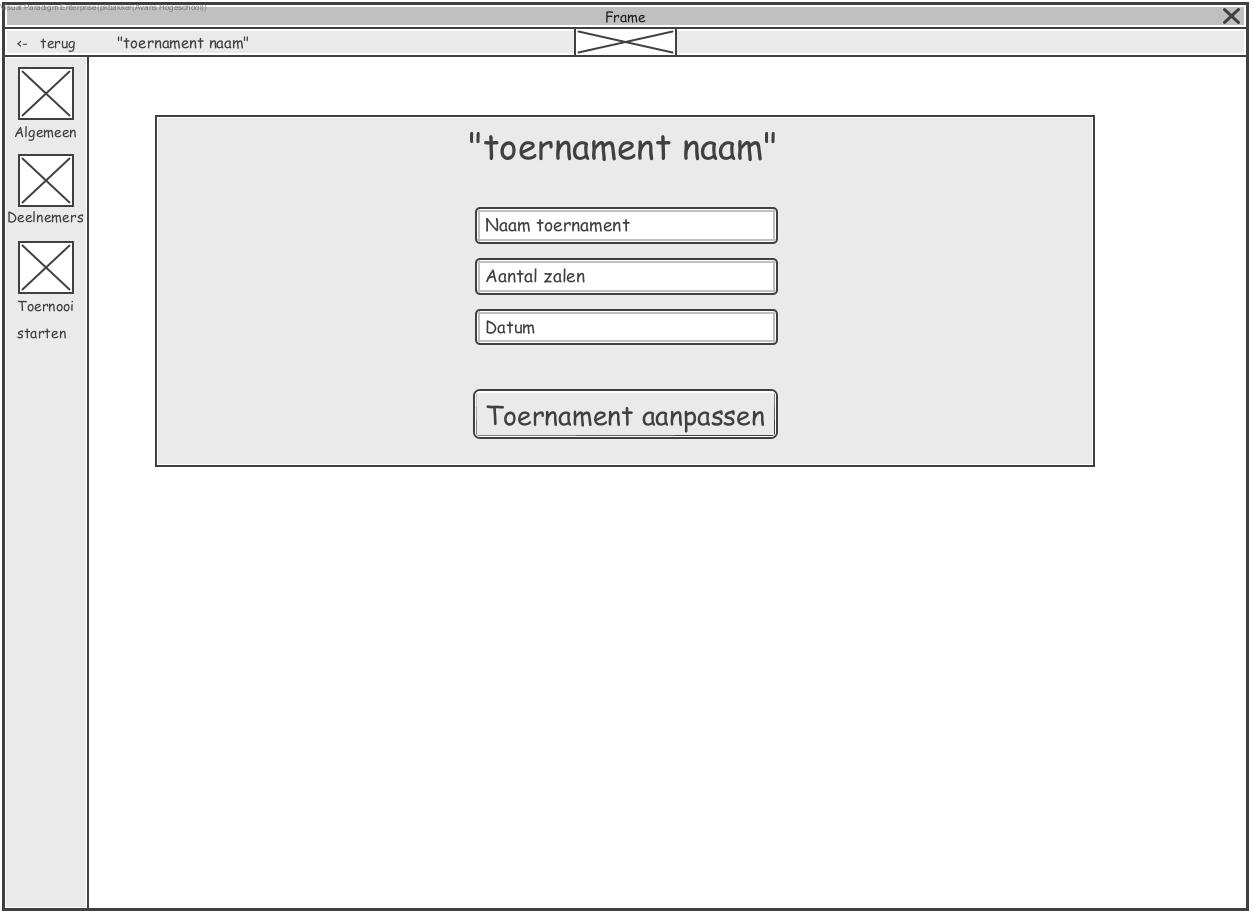 Visual Paradigm Enterprise(pkbakker(Avans Hogeschool))
Frame
<- terug "toernament naam"
Algemeen
Deelnemers
Toernooi
starten
"toernament naam"
Naam toernament
Aantal zalen
Datum
Toernament aanpassen